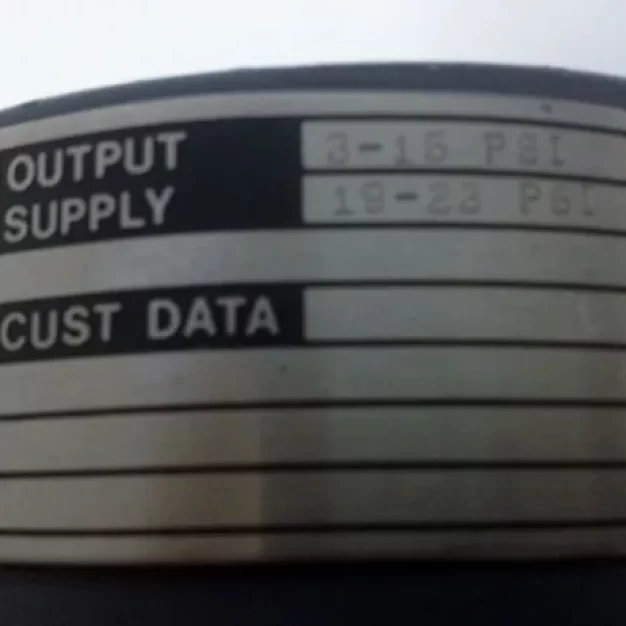 OUTPUT 3-15 PSI
SUPPLY 19-23 PSI
CUST DATA